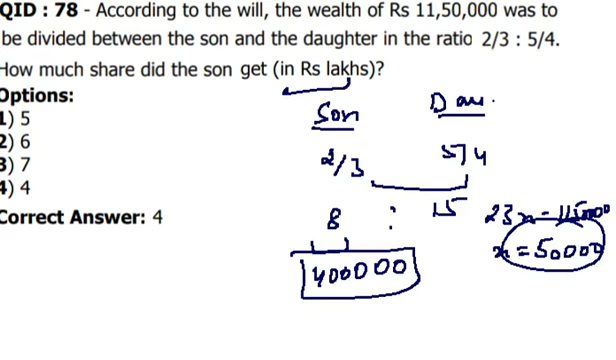 QID : 78 - According to the will, the wealth of Rs 11,50,000 was to
be divided between the son and the daughter in the ratio 2/3 : 5/4.
How much share did the son get (in Rs lakhs)?
Options:
1) 5
2) 6
3) 7
4) 4
Correct Answer: 4
Son Dau.
2/3 5/4
8 : 15
23x = 1150000
x = 50000
400000